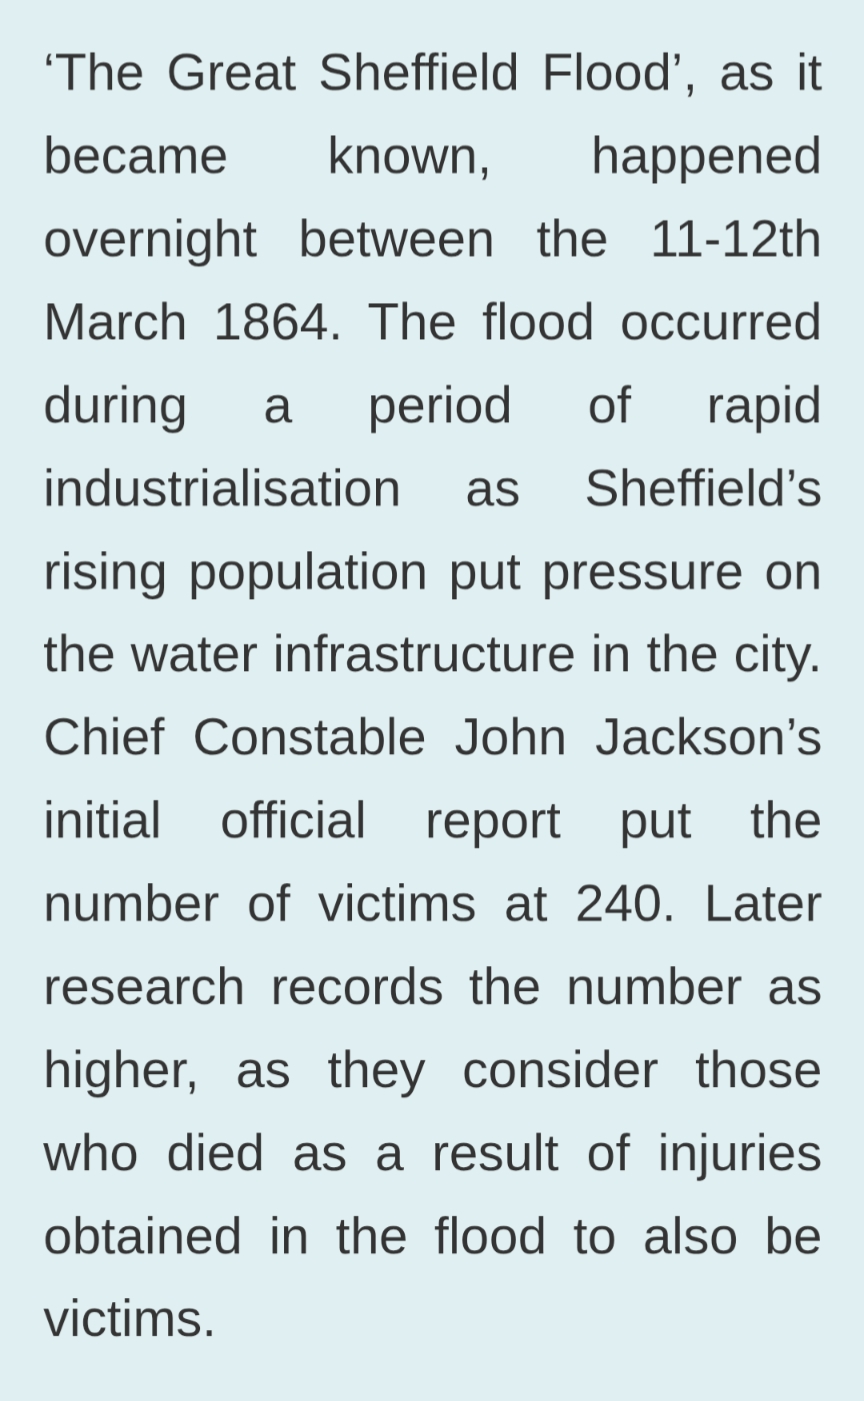 ‘The Great Sheffield Flood’, as it
became known, happened
overnight between the 11-12th
March 1864. The flood occurred
during a period of rapid
industrialisation as Sheffield’s
rising population put pressure on
the water infrastructure in the city.
Chief Constable John Jackson’s
initial official report put the
number of victims at 240. Later
research records the number as
higher, as they consider those
who died as a result of injuries
obtained in the flood to also be
victims.